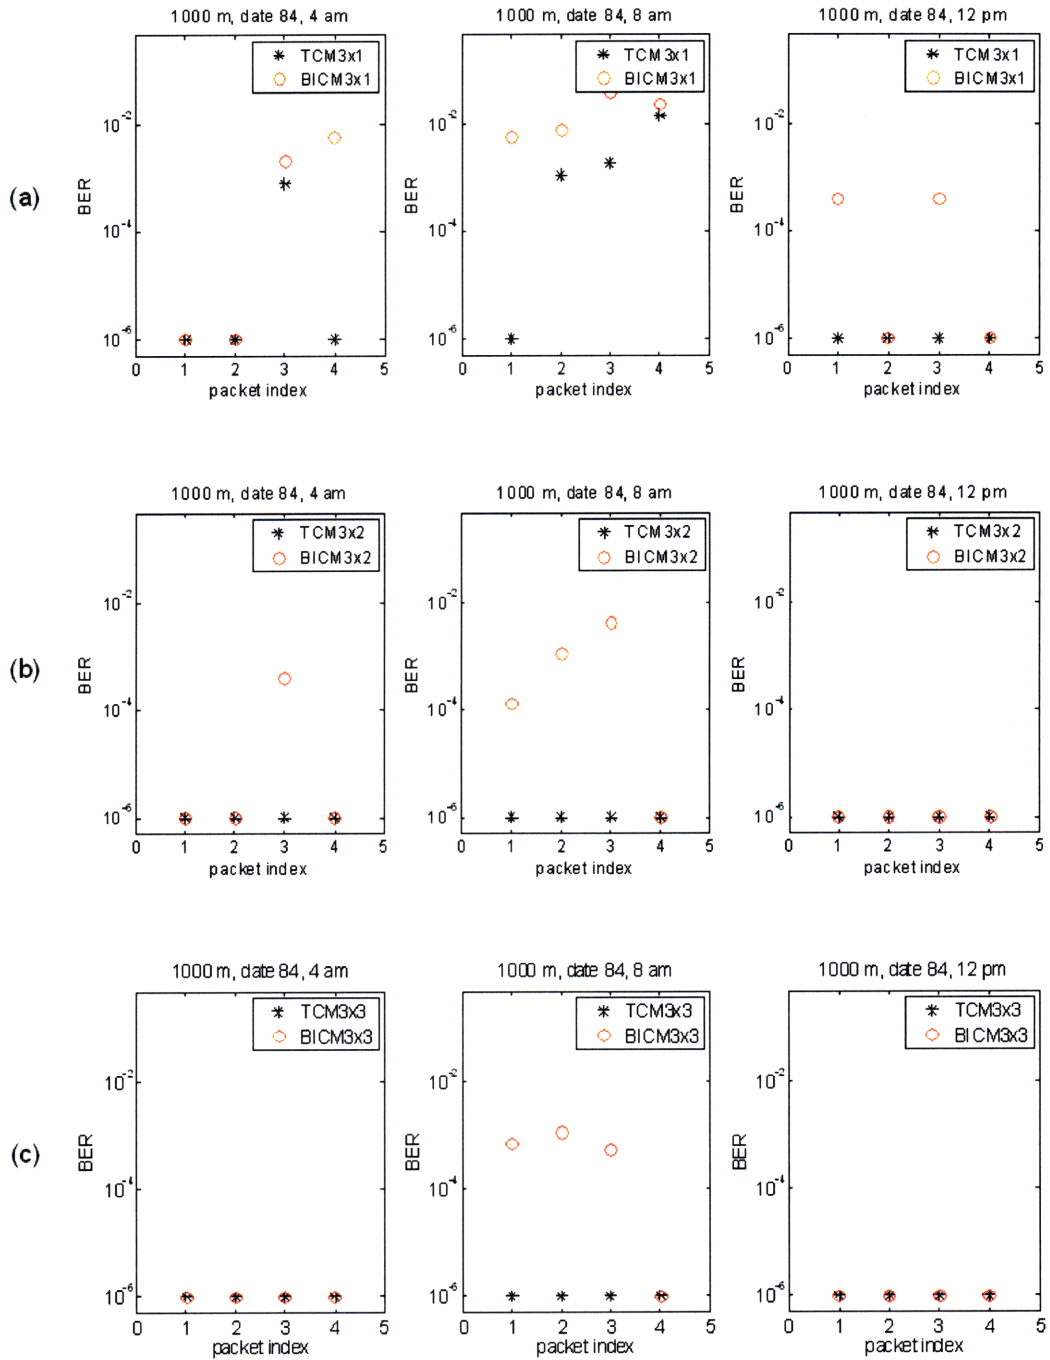 (a)
1000 m, date 84, 4 am
TCM3x1
BICM3x1
BER
10^-2
10^-4
10^-6
0 1 2 3 4 5
packet index
1000 m, date 84, 8 am
TCM3x1
BICM3x1
BER
10^-2
10^-4
10^-6
0 1 2 3 4 5
packet index
1000 m, date 84, 12 pm
TCM3x1
BICM3x1
BER
10^-2
10^-4
10^-6
0 1 2 3 4 5
packet index
(b)
1000 m, date 84, 4 am
TCM3x2
BICM3x2
BER
10^-2
10^-4
10^-6
0 1 2 3 4 5
packet index
1000 m, date 84, 8 am
TCM3x2
BICM3x2
BER
10^-2
10^-4
10^-6
0 1 2 3 4 5
packet index
1000 m, date 84, 12 pm
TCM3x2
BICM3x2
BER
10^-2
10^-4
10^-6
0 1 2 3 4 5
packet index
(c)
1000 m, date 84, 4 am
TCM3x3
BICM3x3
BER
10^-2
10^-4
10^-6
0 1 2 3 4 5
packet index
1000 m, date 84, 8 am
TCM3x3
BICM3x3
BER
10^-2
10^-4
10^-6
0 1 2 3 4 5
packet index
1000 m, date 84, 12 pm
TCM3x3
BICM3x3
BER
10^-2
10^-4
10^-6
0 1 2 3 4 5
packet index